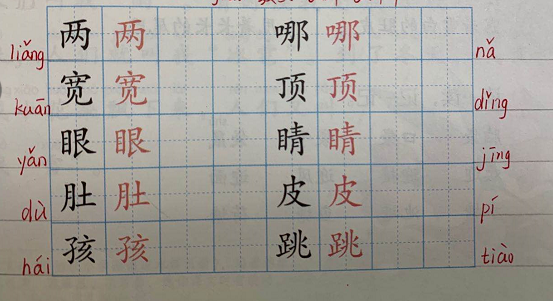 liǎng 两 两 哪 哪 nǎ
kuān 宽 宽 顶 顶 dǐng
yǎn 眼 眼 睛 睛 jīng
dù 肚 肚 皮 皮 pí
hái 孩 孩 跳 跳 tiào